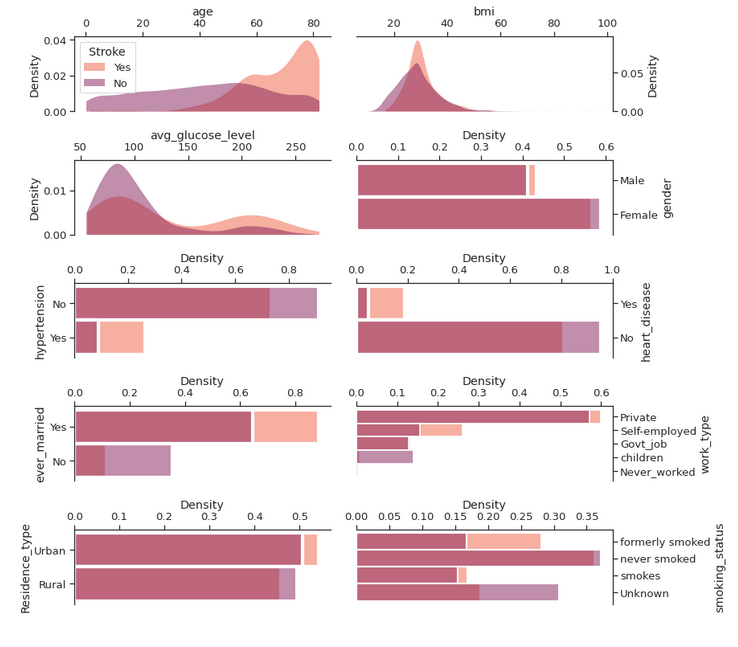 age
0 20 40 60 80
Density
0.04
0.02
0.00
Stroke
Yes
No
bmi
20 40 60 80 100
0.05
0.00
Density
avg_glucose_level
50 100 150 200 250
Density
0.01
0.00
Density
0.0 0.1 0.2 0.3 0.4 0.5 0.6
Male
Female
gender
Density
0.0 0.2 0.4 0.6 0.8
hypertension
No
Yes
Density
0.0 0.2 0.4 0.6 0.8 1.0
Yes
No
heart_disease
Density
0.0 0.2 0.4 0.6 0.8
ever_married
Yes
No
Density
0.0 0.1 0.2 0.3 0.4 0.5 0.6
Private
Self-employed
Govt_job
children
Never_worked
work_type
Density
0.0 0.1 0.2 0.3 0.4 0.5
Residence_type
Urban
Rural
Density
0.00 0.05 0.10 0.15 0.20 0.25 0.30 0.35
formerly smoked
never smoked
smokes
Unknown
smoking_status